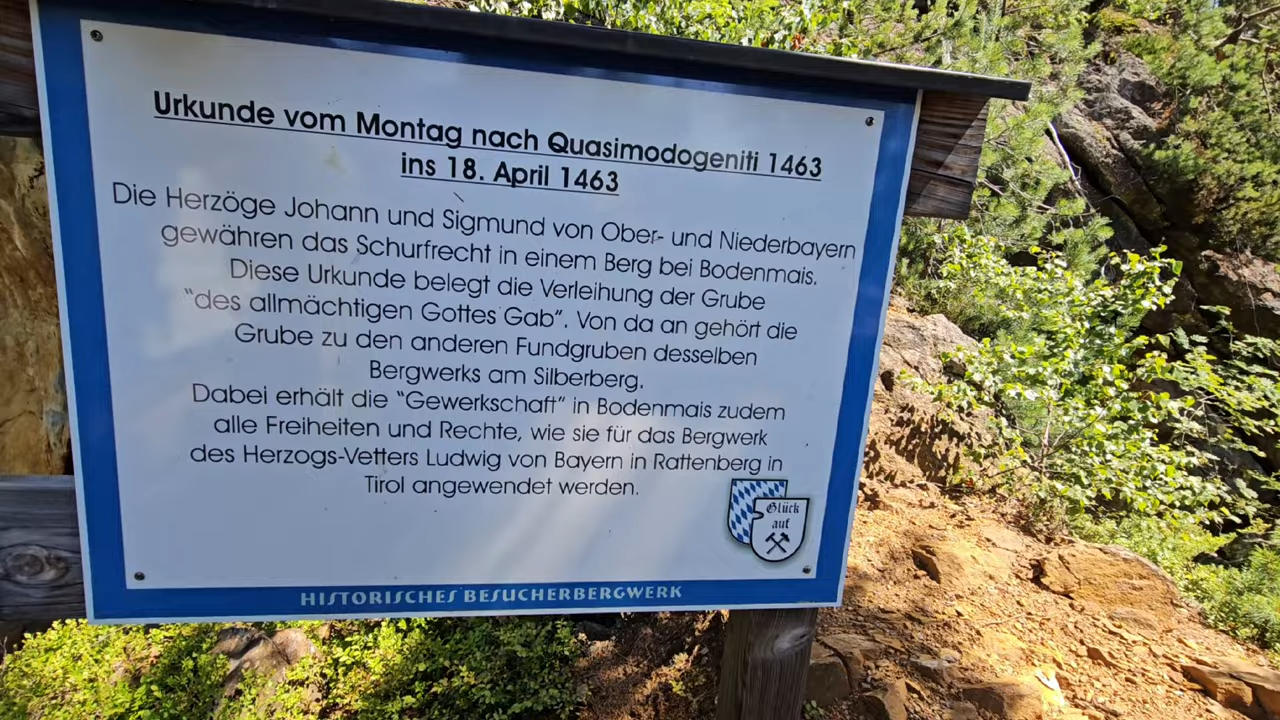 Urkunde vom Montag nach Quasimodogeniti 1463
ins 18. April 1463
Die Herzöge Johann und Sigmund von Ober- und Niederbayern
gewähren das Schurfrecht in einem Berg bei Bodenmais.
Diese Urkunde belegt die Verleihung der Grube
“des allmächtigen Gottes Gab”. Von da an gehört die
Grube zu den anderen Fundgruben desselben
Bergwerks am Silberberg.
Dabei erhält die “Gewerkschaft” in Bodenmais zudem
alle Freiheiten und Rechte, wie sie für das Bergwerk
des Herzogs-Vetters Ludwig von Bayern in Rattenberg in
Tirol angewendet werden.
Glück
auf
HISTORISCHES BESUCHERBERGWERK